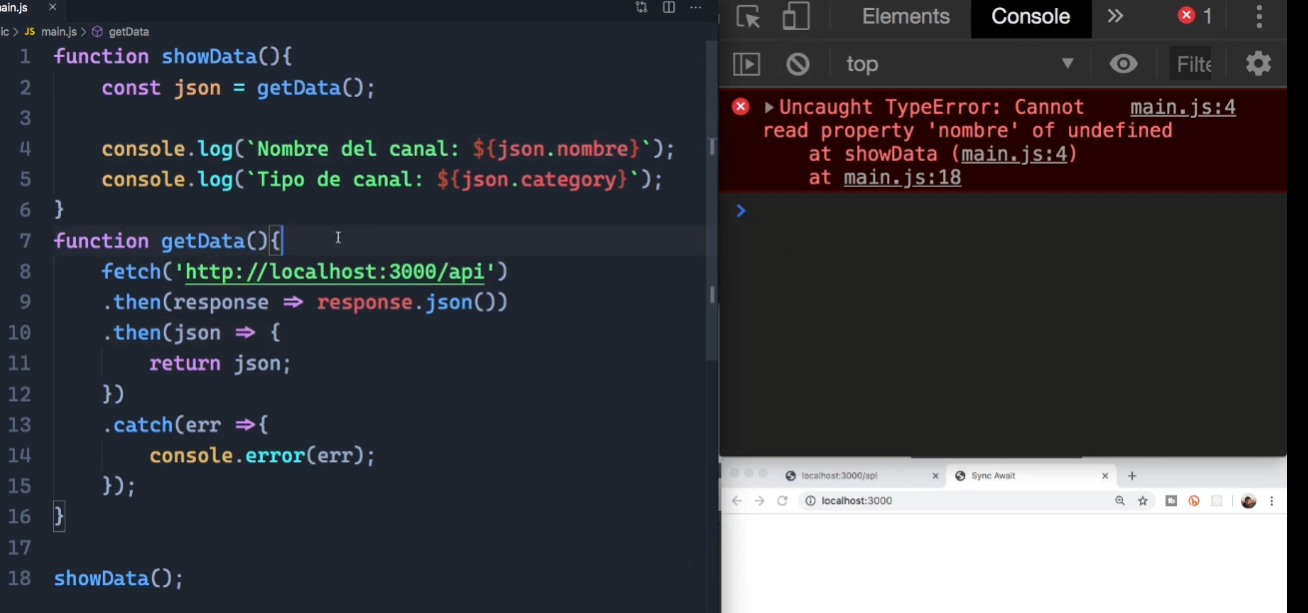 main.js ×
ic > JS main.js > getData
1 function showData(){
2 const json = getData();
3
4 console.log(`Nombre del canal: ${json.nombre}`);
5 console.log(`Tipo de canal: ${json.category}`);
6 }
7 function getData(){
8 fetch('http://localhost:3000/api')
9 .then(response => response.json())
10 .then(json => {
11 return json;
12 })
13 .catch(err =>{
14 console.error(err);
15 });
16 }
17
18 showData();
Elements Console » 1
top ▼ Filte
Uncaught TypeError: Cannot main.js:4
read property 'nombre' of undefined
at showData (main.js:4)
at main.js:18
>
localhost:3000/api × Sync Await × +
localhost:3000